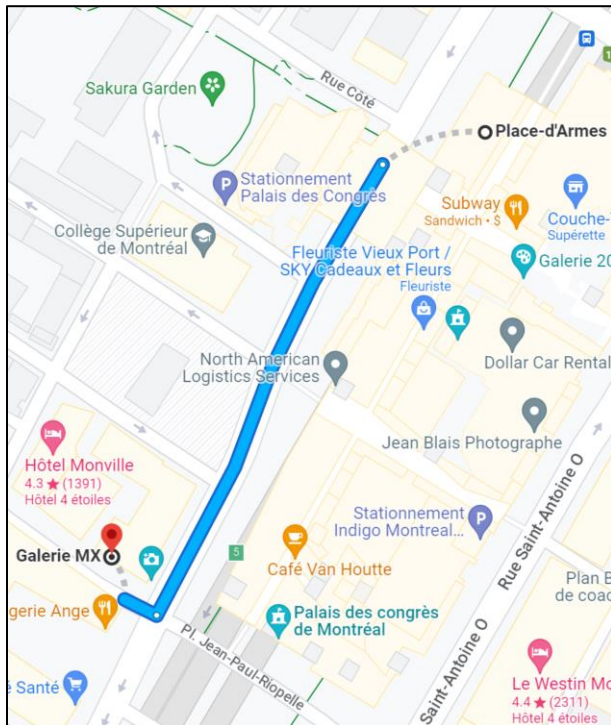 Rue Côté
1
Sakura Garden
Place-d'Armes
P
Stationnement
Palais des Congrès
Subway
Sandwich • $
Couche-
Supérette
Collège Supérieur
de Montréal
Fleuriste Vieux Port /
SKY Cadeaux et Fleurs
Fleuriste
Galerie 20
North American
Logistics Services
Dollar Car Rental
Jean Blais Photographe
Hôtel Monville
4.3 ★ (1391)
Hôtel 4 étoiles
Stationnement
Indigo Montreal...
P
Rue Saint-Antoine O
5
Galerie MX
Café Van Houtte
Plan B
de coac
gerie Ange
Palais des congrès
de Montréal
Pl. Jean-Paul-Riopelle
é Santé
Saint-Antoine O
Le Westin Mo
4.4 ★ (2311)
Hôtel 4 étoiles